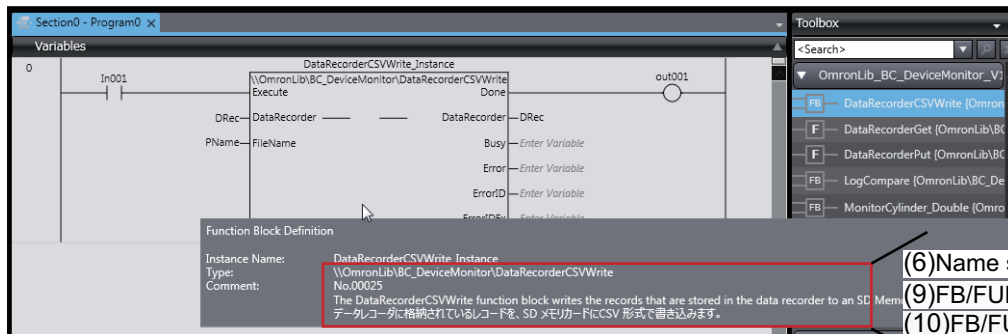 Section0 - Program0 ×
Variables
0
In001
DataRecorderCSVWrite_Instance
\\OmronLib\BC_DeviceMonitor\DataRecorderCSVWrite
Execute Done
out001
DRec DataRecorder DataRecorder DRec
PName FileName Busy Enter Variable
Error Enter Variable
ErrorID Enter Variable
ErrorIDEx Enter Variable
Toolbox
<Search>
OmronLib_BC_DeviceMonitor_V1
FB DataRecorderCSVWrite {Omron
F DataRecorderGet {OmronLib\BC
F DataRecorderPut {OmronLib\BC
FB LogCompare {OmronLib\BC_De
FB MonitorCylinder_Double {Omro
Function Block Definition
Instance Name: DataRecorderCSVWrite_Instance
Type: \\OmronLib\BC_DeviceMonitor\DataRecorderCSVWrite
Comment: No.00025
The DataRecorderCSVWrite function block writes the records that are stored in the data recorder to an SD Mem
データレコーダに格納されているレコードを、SD メモリカードにCSV 形式で書き込みます。
(6)Name s
(9)FB/FU
(10)FB/FU